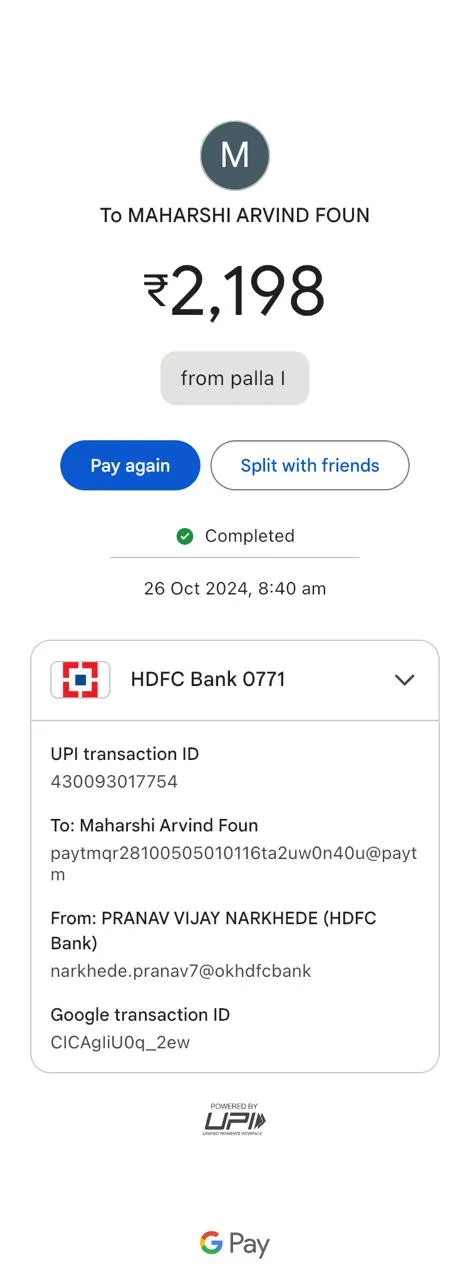 M
To MAHARSHI ARVIND FOUN
₹2,198
from palla I
Pay again
Split with friends
Completed
26 Oct 2024, 8:40 am
HDFC Bank 0771
UPI transaction ID
430093017754
To: Maharshi Arvind Foun
paytmqr28100505010116ta2uw0n40u@payt
m
From: PRANAV VIJAY NARKHEDE (HDFC
Bank)
narkhede.pranav7@okhdfcbank
Google transaction ID
CICAgIiU0q_2ew
POWERED BY
UPI
UNIFIED PAYMENTS INTERFACE
G Pay